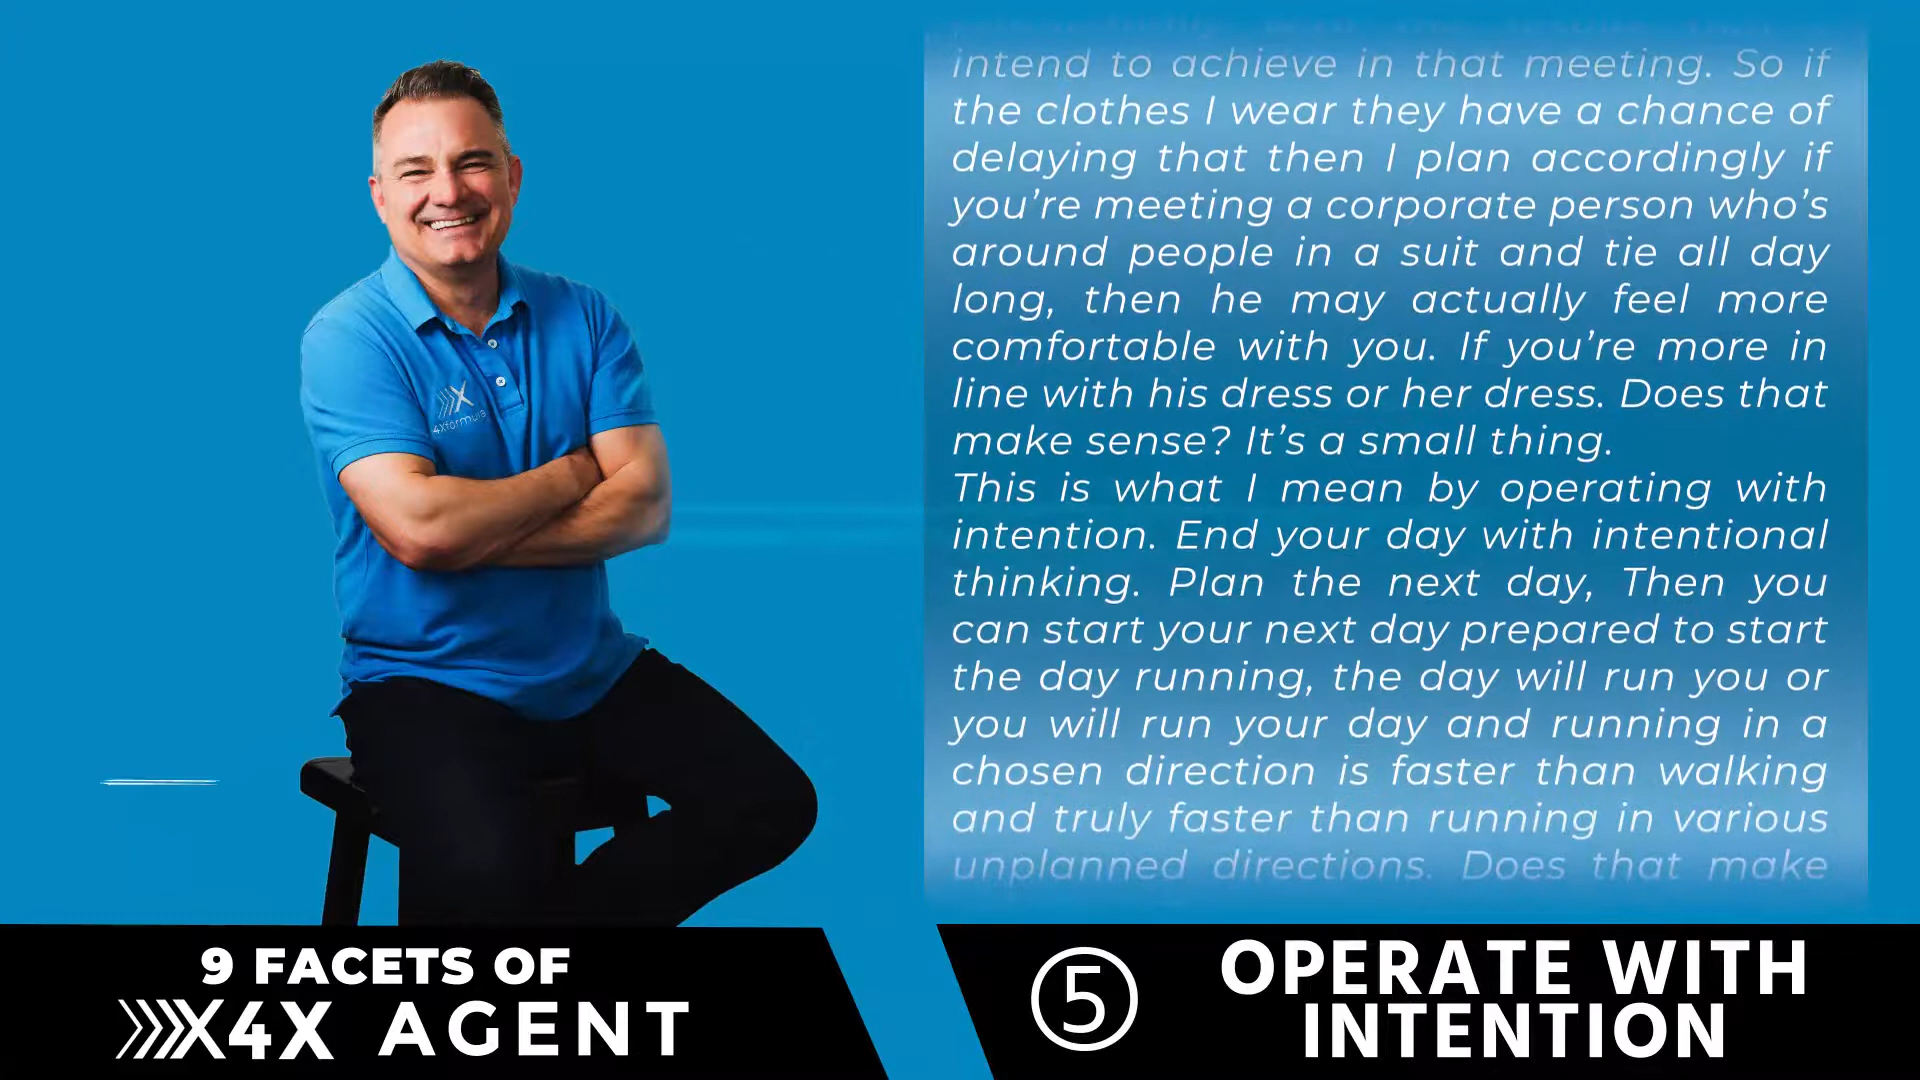 intend to achieve in that meeting. So if
the clothes I wear they have a chance of
delaying that then I plan accordingly if
you’re meeting a corporate person who’s
around people in a suit and tie all day
long, then he may actually feel more
comfortable with you. If you’re more in
line with his dress or her dress. Does that
make sense? It’s a small thing.
This is what I mean by operating with
intention. End your day with intentional
thinking. Plan the next day, Then you
can start your next day prepared to start
the day running, the day will run you or
you will run your day and running in a
chosen direction is faster than walking
and truly faster than running in various
unplanned directions. Does that make
X
4Xformula
9 FACETS OF
X4X AGENT
5
OPERATE WITH
INTENTION